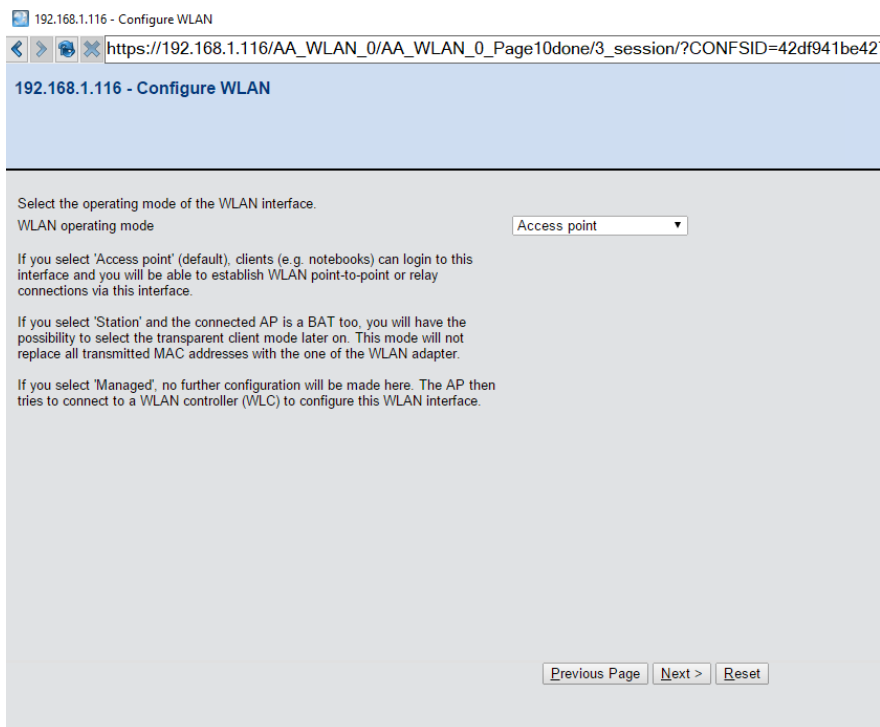 192.168.1.116 - Configure WLAN
https://192.168.1.116/AA_WLAN_0/AA_WLAN_0_Page10done/3_session/?CONFSID=42df941be42
192.168.1.116 - Configure WLAN
Select the operating mode of the WLAN interface.
WLAN operating mode
Access point
If you select 'Access point' (default), clients (e.g. notebooks) can login to this
interface and you will be able to establish WLAN point-to-point or relay
connections via this interface.
If you select 'Station' and the connected AP is a BAT too, you will have the
possibility to select the transparent client mode later on. This mode will not
replace all transmitted MAC addresses with the one of the WLAN adapter.
If you select 'Managed', no further configuration will be made here. The AP then
tries to connect to a WLAN controller (WLC) to configure this WLAN interface.
Previous Page Next > Reset